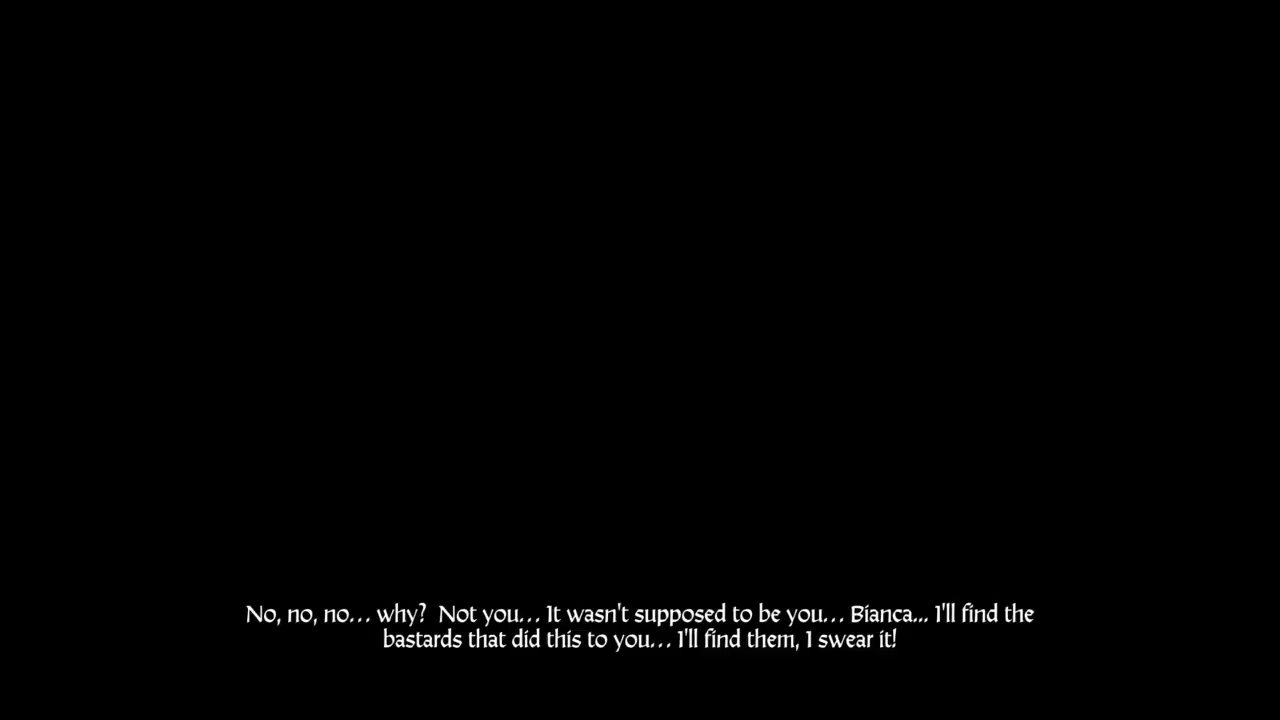 No, no, no... why?  Not you... It wasn't supposed to be you... Bianca... I'll find the
bastards that did this to you... I'll find them, I swear it!